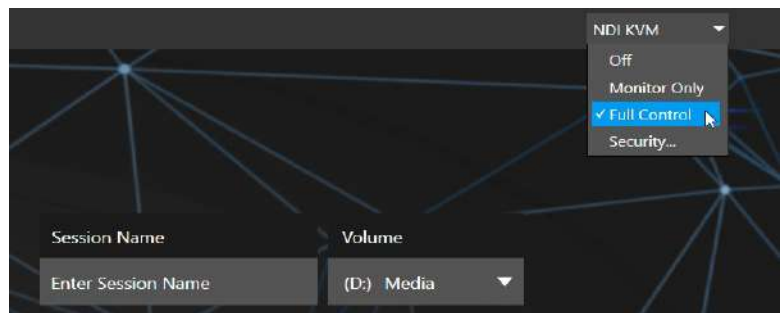 NDI KVM
Off
Monitor Only
Full Control
Security...
Session Name
Volume
Enter Session Name
(D:) Media